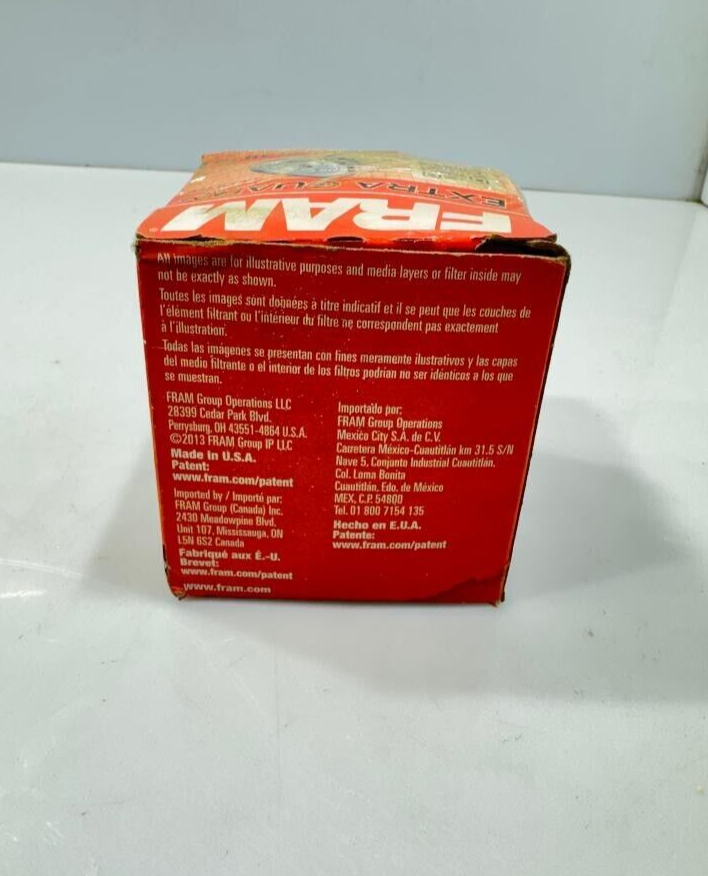 EXTRA GUARD
FRAM®
All images are for illustrative purposes and media layers or filter inside may
not be exactly as shown.
Toutes les images sont données à titre indicatif et il se peut que les couches de
l'élément filtrant ou l'intérieur du filtre ne correspondent pas exactement
à l'illustration.
Todas las imágenes se presentan con fines meramente ilustrativos y las capas
del medio filtrante o el interior de los filtros podrían no ser idénticos a los que
se muestran.
FRAM Group Operations LLC
28399 Cedar Park Blvd.
Perrysburg, OH 43551-4864 U.S.A.
©2013 FRAM Group IP LLC
Made in U.S.A.
Patent:
www.fram.com/patent
Imported by / Importé par:
FRAM Group (Canada) Inc.
2430 Meadowpine Blvd.
Unit 107, Mississauga, ON
L5N 6S2 Canada
Fabriqué aux É.-U.
Brevet:
www.fram.com/patent
www.fram.com
Importado por:
FRAM Group Operations
Mexico City S.A. de C.V.
Carretera México-Cuautitlán km 31.5 S/N
Nave 5, Conjunto Industrial Cuautitlán.
Col. Loma Bonita
Cuautitlán, Edo. de México
MEX, C.P. 54800
Tel. 01 800 7154 135
Hecho en E.U.A.
Patente:
www.fram.com/patent